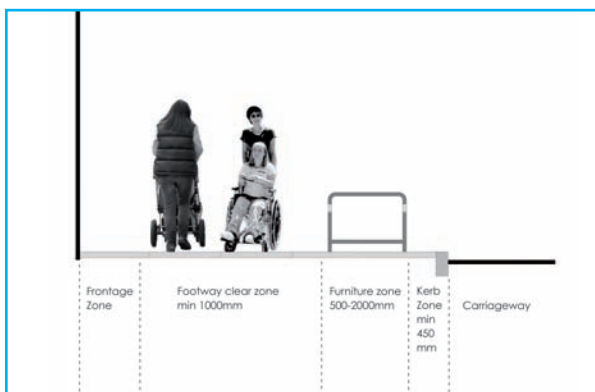 Frontage
Zone
Footway clear zone
min 1000mm
Furniture zone
500-2000mm
Kerb
Zone
min
450
mm
Carriageway